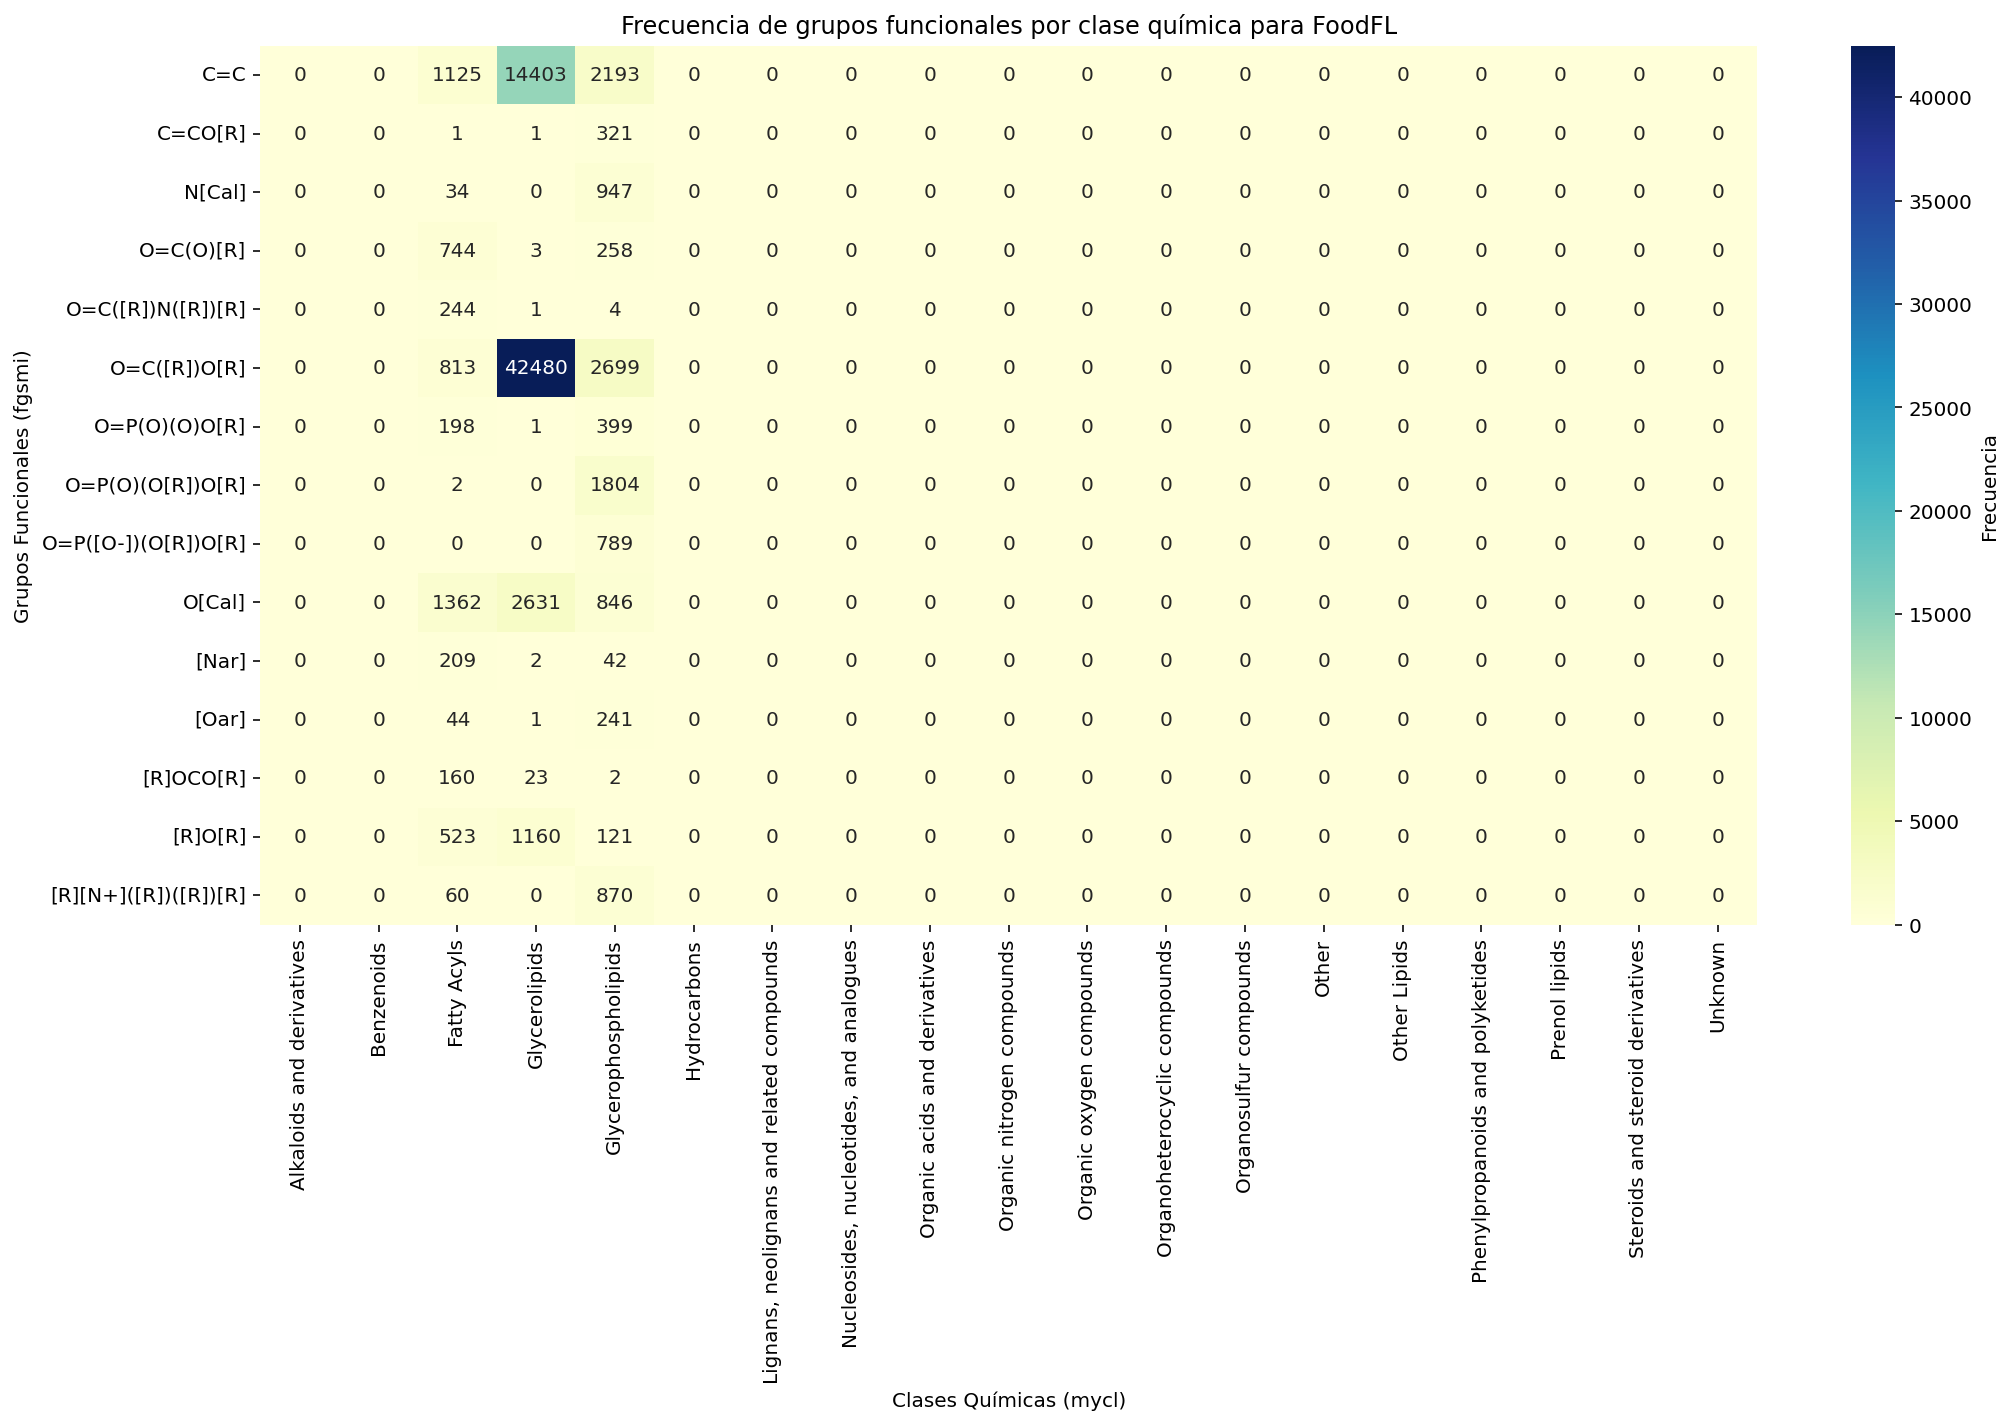 Frecuencia de grupos funcionales por clase química para FoodFL
C=C 0 0 1125 14403 2193 0 0 0 0 0 0 0 0 0 0 0 0 0 0
C=CO[R] 0 0 1 1 321 0 0 0 0 0 0 0 0 0 0 0 0 0 0
N[Cal] 0 0 34 0 947 0 0 0 0 0 0 0 0 0 0 0 0 0 0
O=C(O)[R] 0 0 744 3 258 0 0 0 0 0 0 0 0 0 0 0 0 0 0
O=C([R])N([R])[R] 0 0 244 1 4 0 0 0 0 0 0 0 0 0 0 0 0 0 0
O=C([R])O[R] 0 0 813 42480 2699 0 0 0 0 0 0 0 0 0 0 0 0 0 0
O=P(O)(O)O[R] 0 0 198 1 399 0 0 0 0 0 0 0 0 0 0 0 0 0 0
O=P(O)(O[R])O[R] 0 0 2 0 1804 0 0 0 0 0 0 0 0 0 0 0 0 0 0
O=P([O-])(O[R])O[R] 0 0 0 0 789 0 0 0 0 0 0 0 0 0 0 0 0 0 0
O[Cal] 0 0 1362 2631 846 0 0 0 0 0 0 0 0 0 0 0 0 0 0
[Nar] 0 0 209 2 42 0 0 0 0 0 0 0 0 0 0 0 0 0 0
[Oar] 0 0 44 1 241 0 0 0 0 0 0 0 0 0 0 0 0 0 0
[R]OCO[R] 0 0 160 23 2 0 0 0 0 0 0 0 0 0 0 0 0 0 0
[R]O[R] 0 0 523 1160 121 0 0 0 0 0 0 0 0 0 0 0 0 0 0
[R][N+]([R])([R])[R] 0 0 60 0 870 0 0 0 0 0 0 0 0 0 0 0 0 0 0
Grupos Funcionales (fgsmi)
Alkaloids and derivatives
Benzenoids
Fatty Acyls
Glycerolipids
Glycerophospholipids
Hydrocarbons
Lignans, neolignans and related compounds
Nucleosides, nucleotides, and analogues
Organic acids and derivatives
Organic nitrogen compounds
Organic oxygen compounds
Organoheterocyclic compounds
Organosulfur compounds
Other
Other Lipids
Phenylpropanoids and polyketides
Prenol lipids
Steroids and steroid derivatives
Unknown
Clases Químicas (mycl)
40000
35000
30000
25000
20000
15000
10000
5000
0
Frecuencia